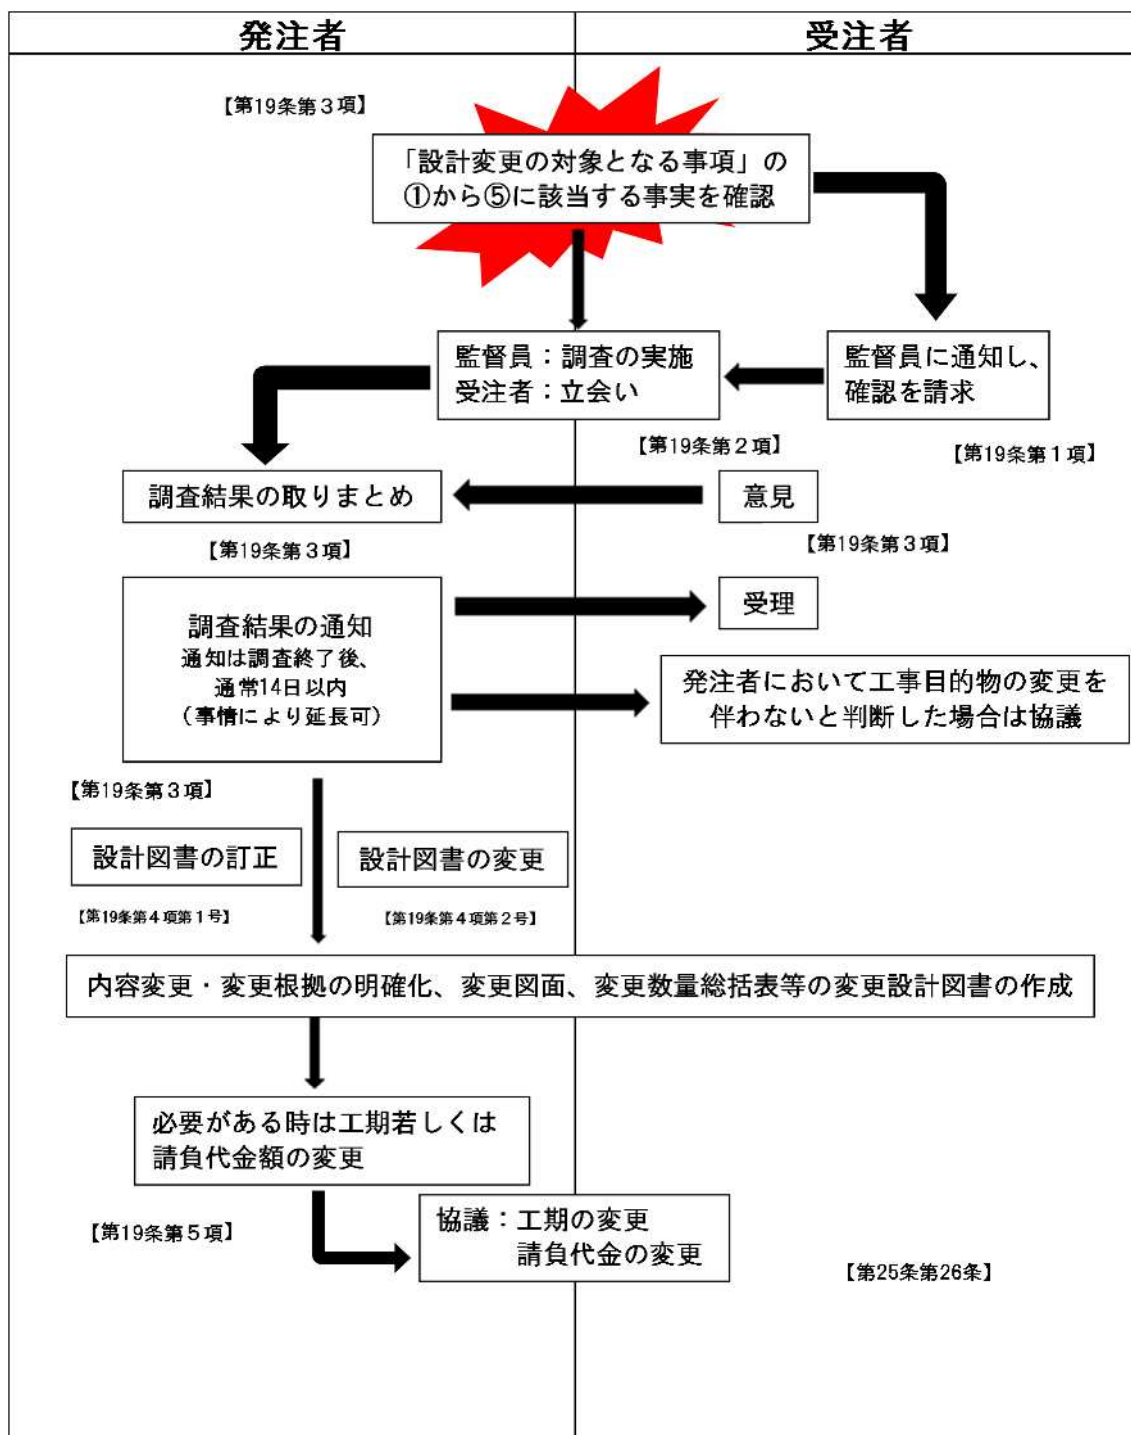 発注者
受注者
【第19条第3項】
「設計変更の対象となる事項」の
①から⑤に該当する事実を確認
監督員：調査の実施
受注者：立会い
監督員に通知し、
確認を請求
【第19条第2項】
【第19条第1項】
調査結果の取りまとめ
意見
【第19条第3項】
【第19条第3項】
調査結果の通知
通知は調査終了後、
通常14日以内
（事情により延長可）
受理
発注者において工事目的物の変更を
伴わないと判断した場合は協議
【第19条第3項】
設計図書の訂正
設計図書の変更
【第19条第4項第1号】
【第19条第4項第2号】
内容変更・変更根拠の明確化、変更図面、変更数量総括表等の変更設計図書の作成
必要がある時は工期若しくは
請負代金額の変更
【第19条第5項】
協議：工期の変更
請負代金の変更
【第25条第26条】